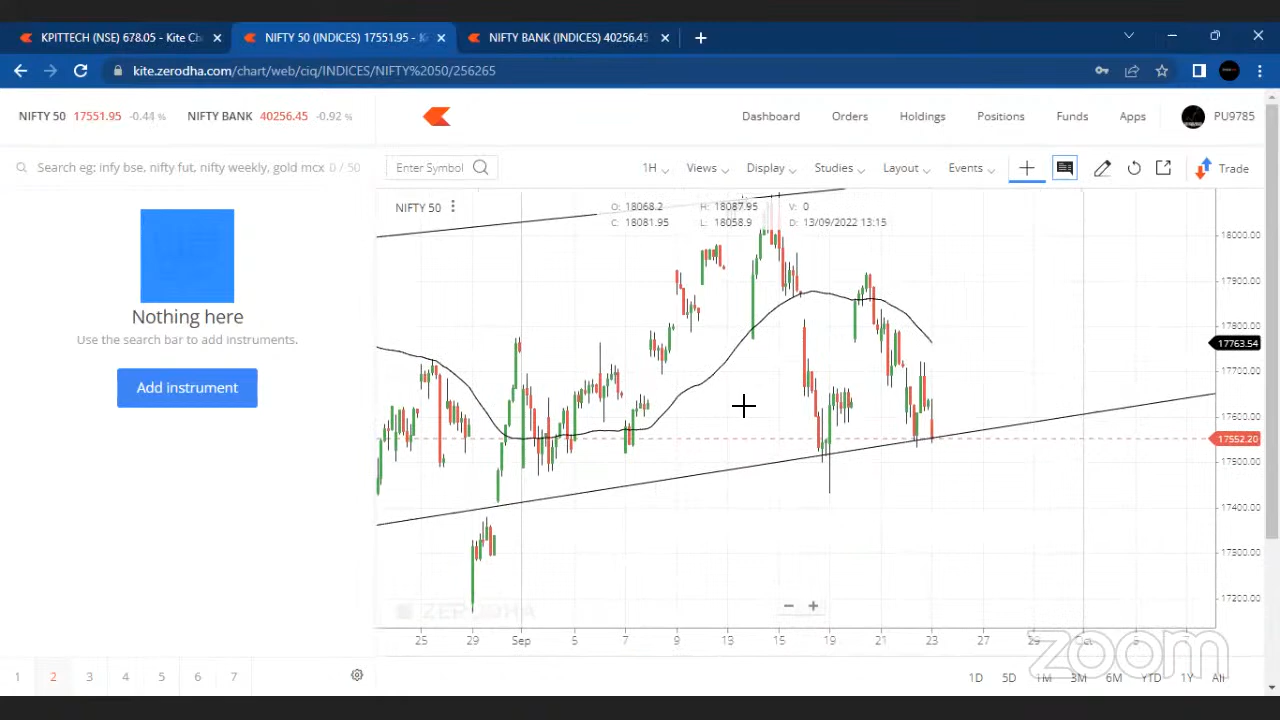 KPITTECH (NSE) 678.05 - Kite Ch
NIFTY 50 (INDICES) 17551.95 - K
NIFTY BANK (INDICES) 40256.45
kite.zerodha.com/chart/web/ciq/INDICES/NIFTY%2050/256265
NIFTY 50 17551.95 -0.44 % NIFTY BANK 40256.45 -0.92 %
Dashboard Orders Holdings Positions Funds Apps PU9785
Search eg: infy bse, nifty fut, nifty weekly, gold mcx 0 / 50
Enter Symbol 1H Views Display Studies Layout Events Trade
NIFTY 50
O: 18068.2 H: 18087.95 V: 0
C: 18081.95 L: 18058.9 D: 13/09/2022 13:15
18000.00
17900.00
17800.00
17763.54
17700.00
17600.00
17552.20
17500.00
17400.00
17300.00
17200.00
Nothing here
Use the search bar to add instruments.
Add instrument
ZERODHA
25 29 Sep 5 7 9 13 15 19 21 23 27 29 Oct 7
zoom
1 2 3 4 5 6 7
1D 5D 1M 3M 6M YTD 1Y All